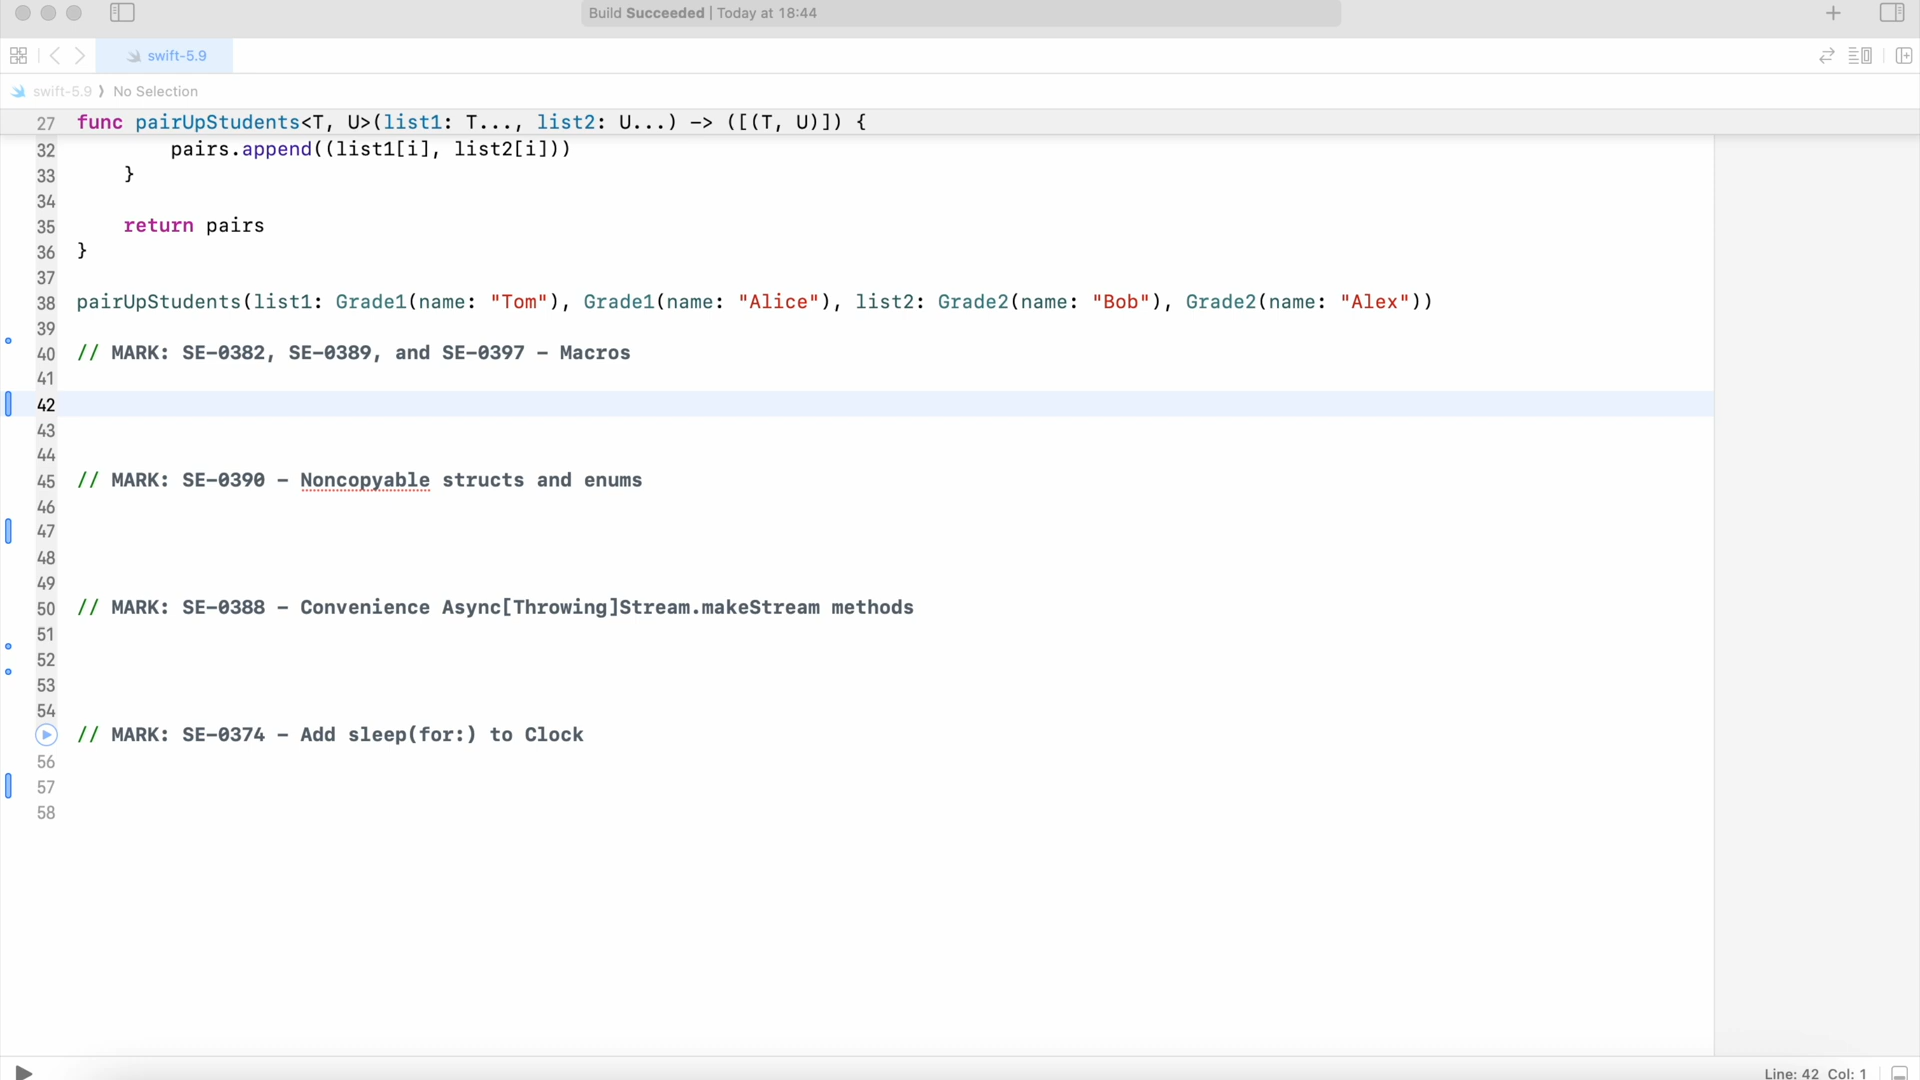 Build Succeeded | Today at 18:44
swift-5.9
swift-5.9 ⟩ No Selection
27 func pairUpStudents<T, U>(list1: T..., list2: U...) -> ([(T, U)]) {
32 pairs.append((list1[i], list2[i]))
33 }
34
35 return pairs
36 }
37
38 pairUpStudents(list1: Grade1(name: "Tom"), Grade1(name: "Alice"), list2: Grade2(name: "Bob"), Grade2(name: "Alex"))
39
40 // MARK: SE-0382, SE-0389, and SE-0397 - Macros
41
42
43
44
45 // MARK: SE-0390 - Noncopyable structs and enums
46
47
48
49
50 // MARK: SE-0388 - Convenience Async[Throwing]Stream.makeStream methods
51
52
53
54
// MARK: SE-0374 - Add sleep(for:) to Clock
56
57
58
Line: 42 Col: 1